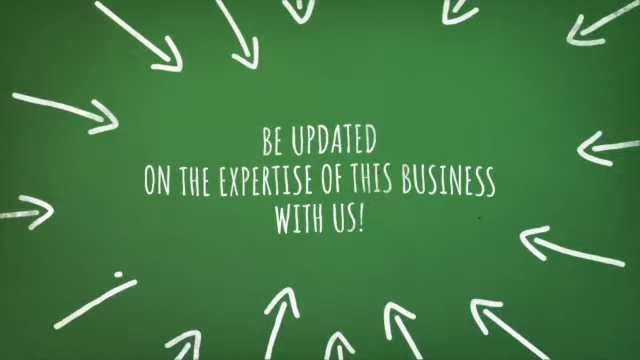 BE UPDATED
ON THE EXPERTISE OF THIS BUSINESS
WITH US!